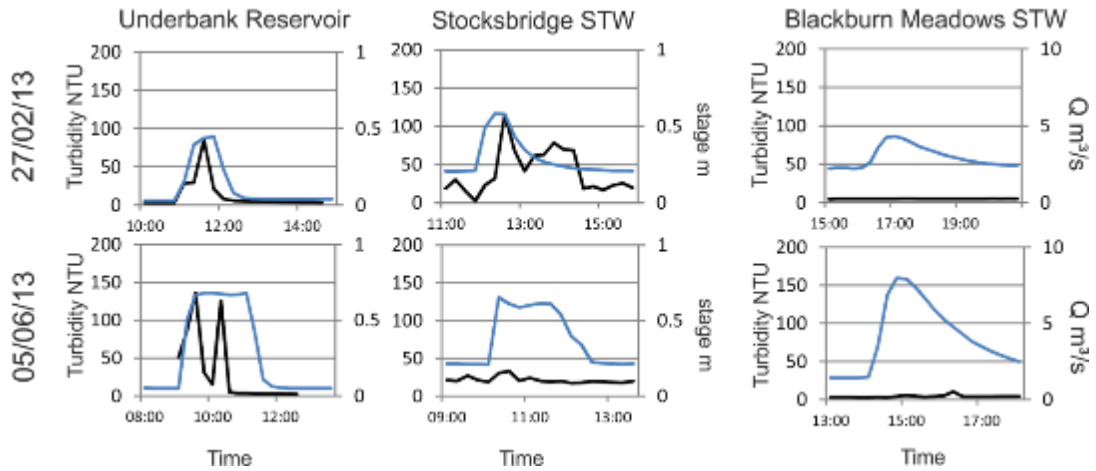 Underbank Reservoir
Stocksbridge STW
Blackburn Meadows STW
27/02/13
Turbidity NTU
200
150
100
50
0
1
0.5
0
10:00 12:00 14:00
200
150
100
50
0
1
0.5
0
stage m
11:00 13:00 15:00
Turbidity NTU
200
150
100
50
0
10
5
0
Q m³/s
15:00 17:00 19:00
05/06/13
Turbidity NTU
200
150
100
50
0
1
0.5
0
08:00 10:00 12:00
Time
200
150
100
50
0
1
0.5
0
stage m
09:00 11:00 13:00
Time
Turbidity NTU
200
150
100
50
0
10
5
0
Q m³/s
13:00 15:00 17:00
Time